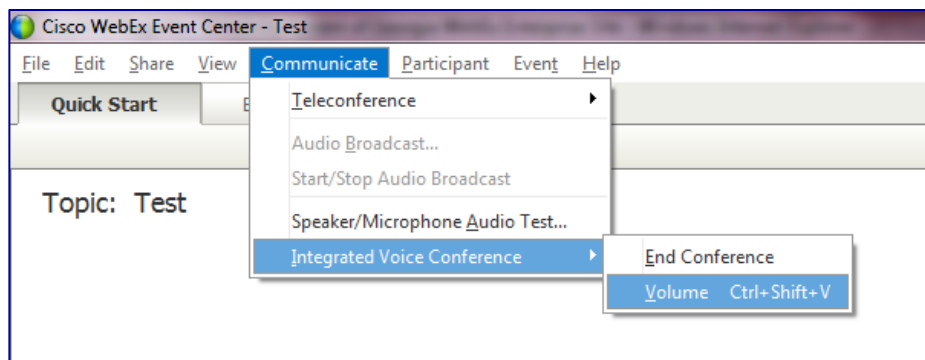 Cisco WebEx Event Center - Test
File Edit Share View Communicate Participant Event Help
Quick Start
Teleconference
Audio Broadcast...
Start/Stop Audio Broadcast
Topic: Test
Speaker/Microphone Audio Test...
Integrated Voice Conference
End Conference
Volume Ctrl+Shift+V